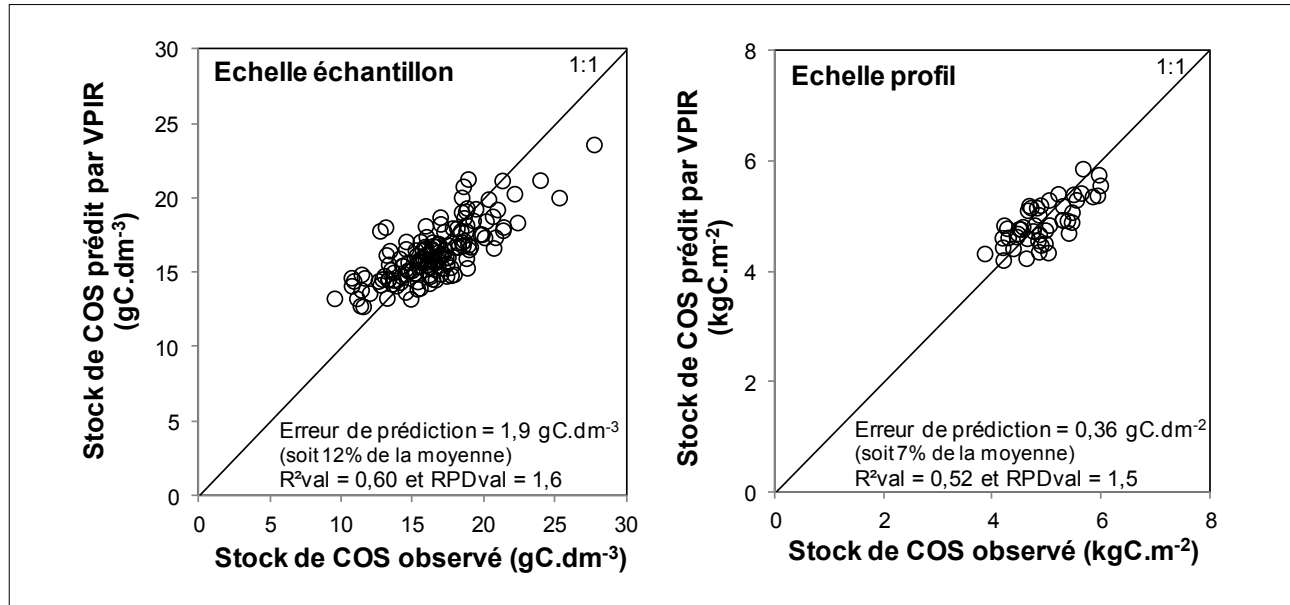 Echelle échantillon
1:1
Stock de COS prédit par VPIR
(gC.dm-3)
30
25
20
15
10
5
0
Erreur de prédiction = 1,9 gC.dm-3
(soit 12% de la moyenne)
R²val = 0,60 et RPDval = 1,6
0 5 10 15 20 25 30
Stock de COS observé (gC.dm-3)
Echelle profil
1:1
Stock de COS prédit par VPIR
(kgC.m-2)
8
6
4
2
0
Erreur de prédiction = 0,36 gC.dm-2
(soit 7% de la moyenne)
R²val = 0,52 et RPDval = 1,5
0 2 4 6 8
Stock de COS observé (kgC.m-2)